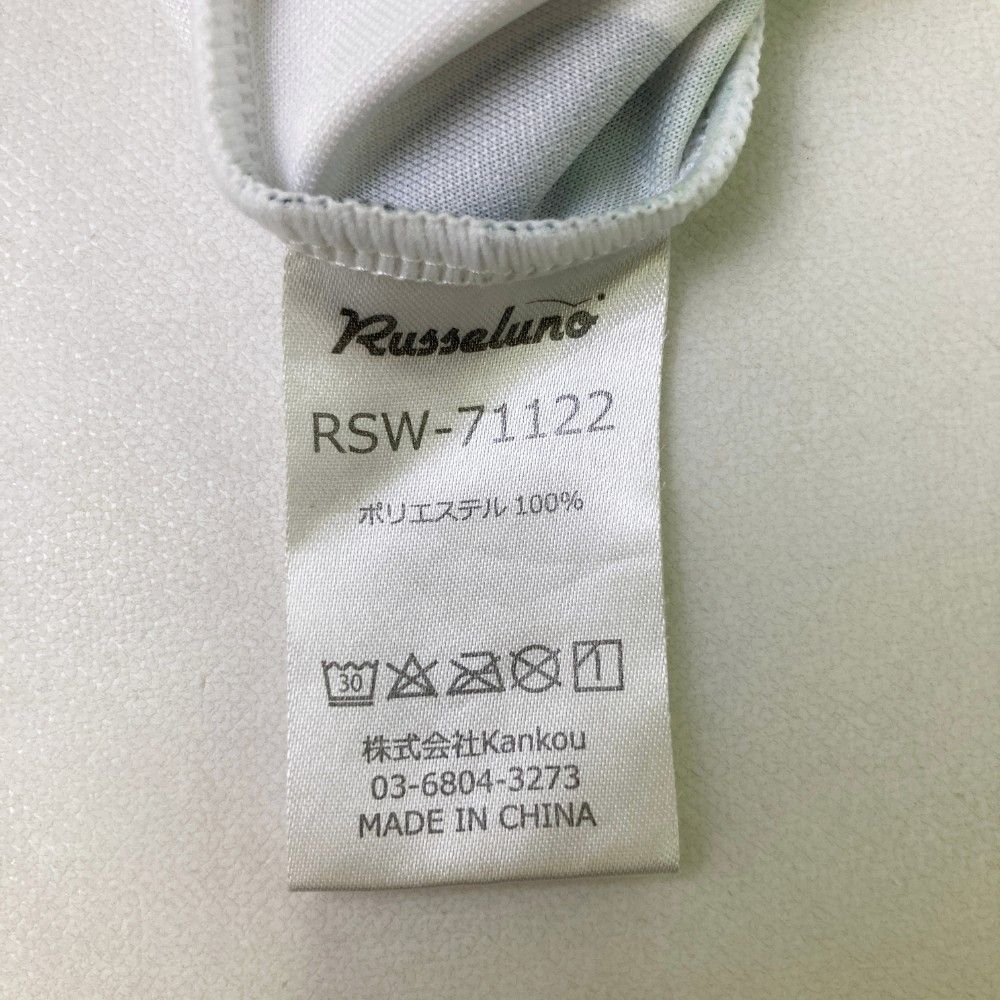 Russeluno
RSW-71122
ポリエステル 100%
30
株式会社Kankou
03-6804-3273
MADE IN CHINA